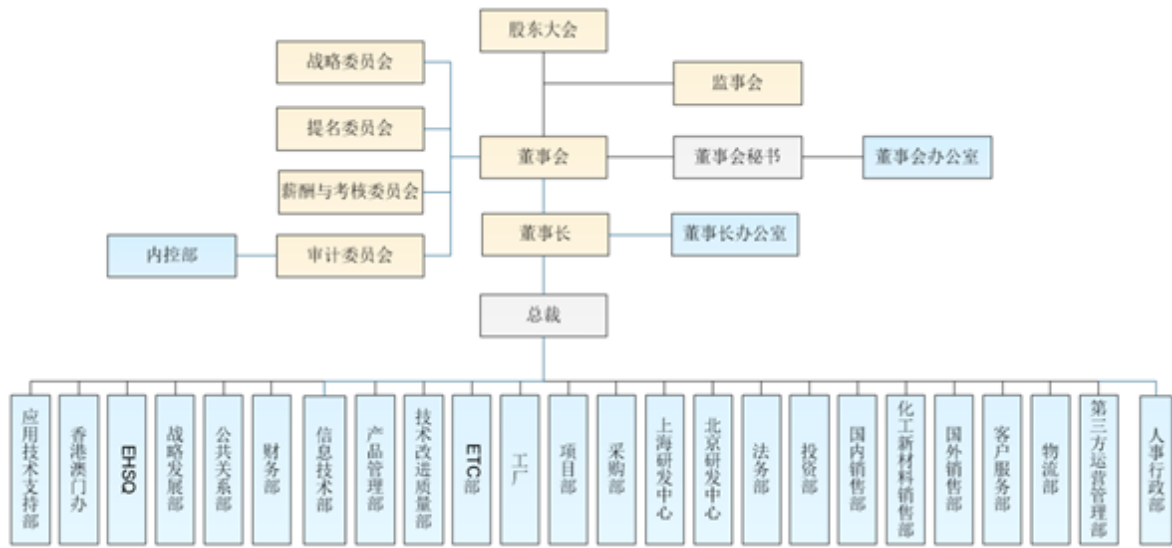 股东大会
战略委员会
监事会
提名委员会
董事会
董事会秘书
董事会办公室
薪酬与考核委员会
董事长
董事长办公室
内控部
审计委员会
总裁
应用技术支持部
香港澳门办
EHSQ
战略发展部
公共关系部
财务部
信息技术部
产品管理部
技术改进质量部
ETC部
工厂
项目部
采购部
上海研发中心
北京研发中心
法务部
投资部
国内销售部
化工新材料销售部
国外销售部
客户服务部
物流部
第三方运营管理部
人事行政部